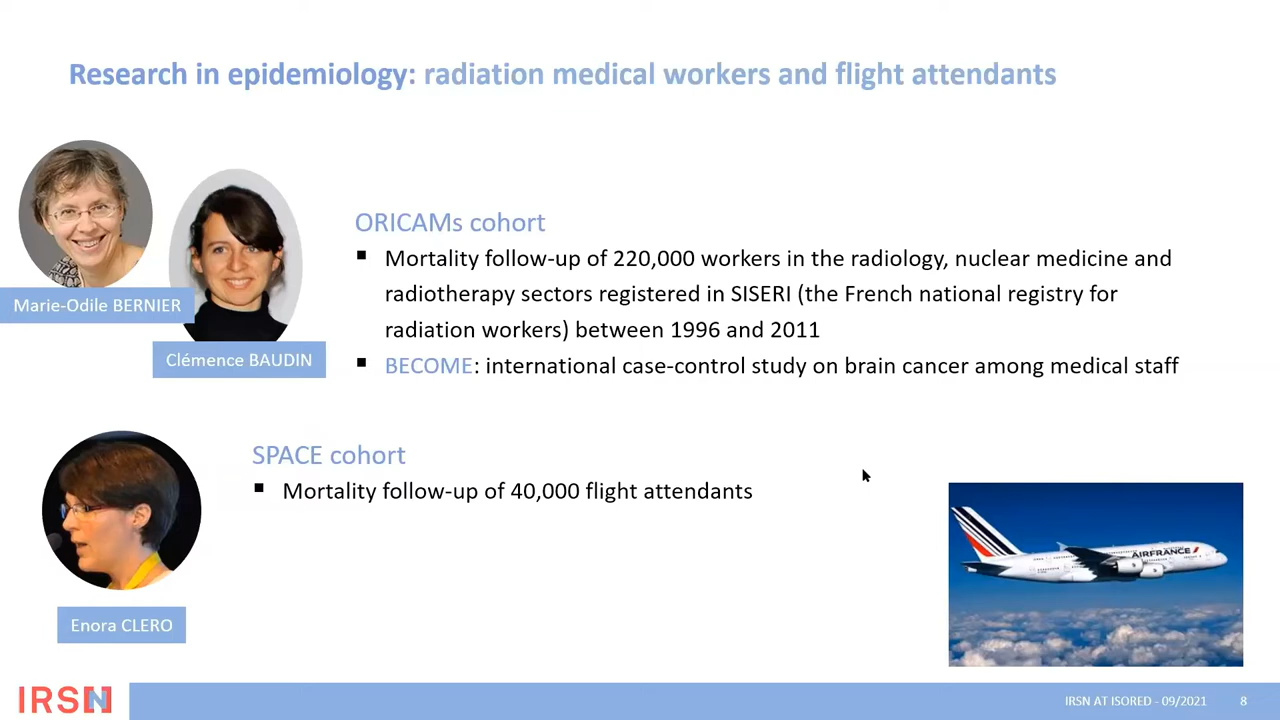 Research in epidemiology: radiation medical workers and flight attendants
Marie-Odile BERNIER
Clémence BAUDIN
ORICAMs cohort
▪ Mortality follow-up of 220,000 workers in the radiology, nuclear medicine and
radiotherapy sectors registered in SISERI (the French national registry for
radiation workers) between 1996 and 2011
▪ BECOME: international case-control study on brain cancer among medical staff
SPACE cohort
▪ Mortality follow-up of 40,000 flight attendants
Enora CLERO
AIRFRANCE
IRSN
IRSN AT ISORED - 09/2021
8